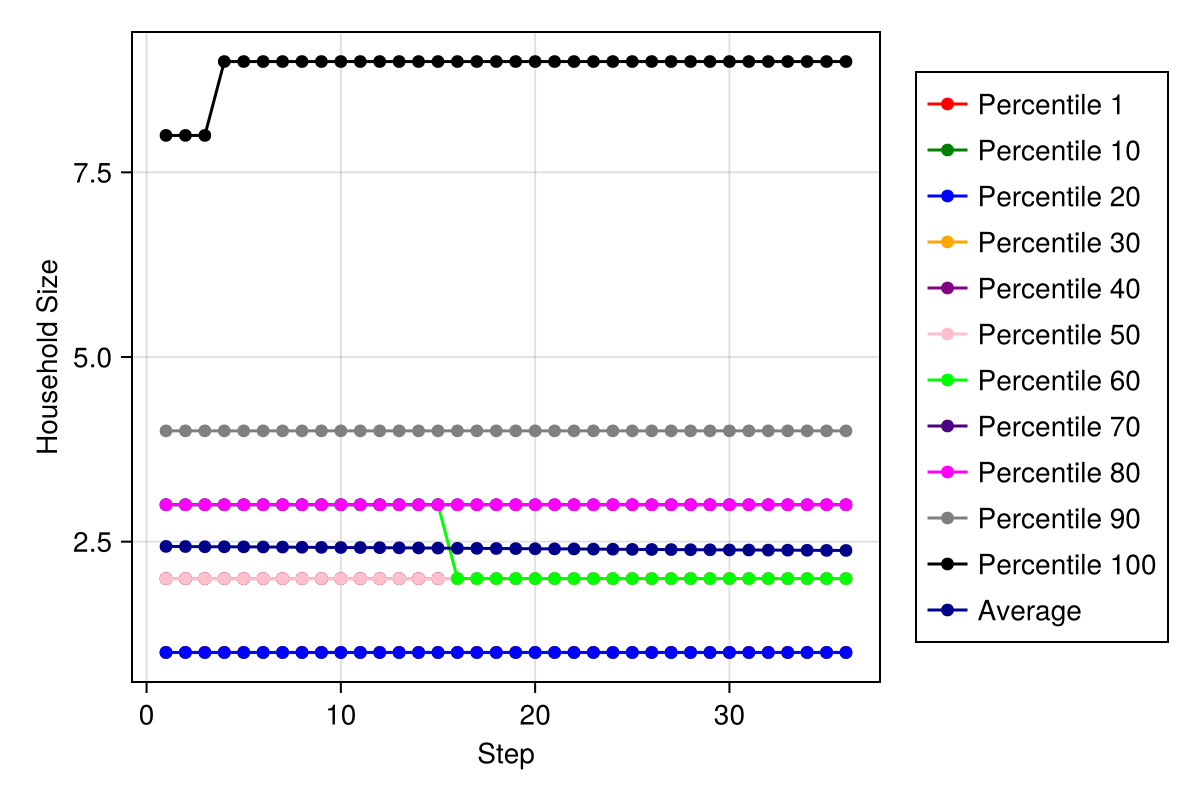 7.5
5.0
2.5
Household Size
0 10 20 30
Step
Percentile 1
Percentile 10
Percentile 20
Percentile 30
Percentile 40
Percentile 50
Percentile 60
Percentile 70
Percentile 80
Percentile 90
Percentile 100
Average